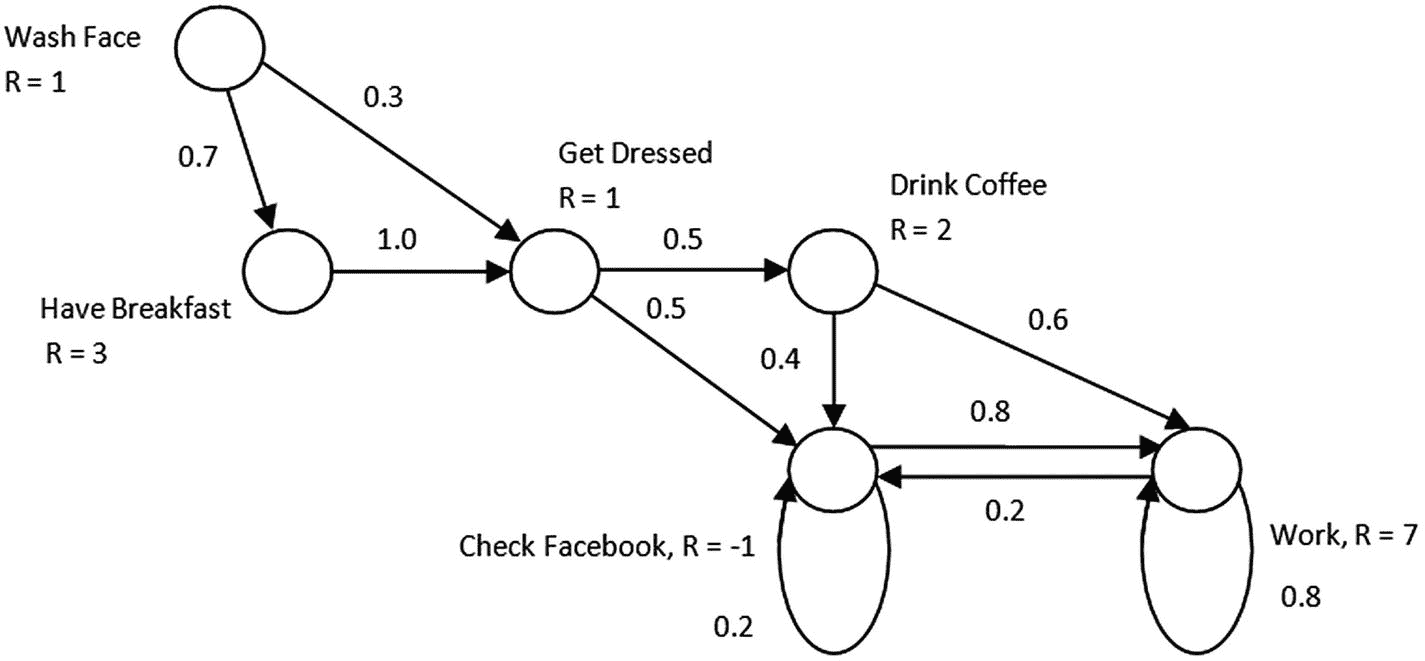 Wash Face
R = 1
0.3
0.7
Get Dressed
R = 1
Drink Coffee
R = 2
1.0
0.5
Have Breakfast
R = 3
0.5
0.6
0.4
0.8
0.2
Check Facebook, R = -1
Work, R = 7
0.2
0.8